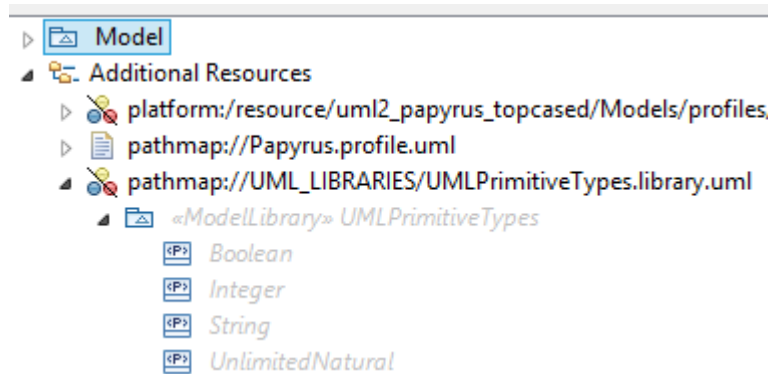 Model
Additional Resources
platform:/resource/uml2_papyrus_topcased/Models/profiles/
pathmap://Papyrus.profile.uml
pathmap://UML_LIBRARIES/UMLPrimitiveTypes.library.uml
«ModelLibrary» UMLPrimitiveTypes
<P> Boolean
<P> Integer
<P> String
<P> UnlimitedNatural